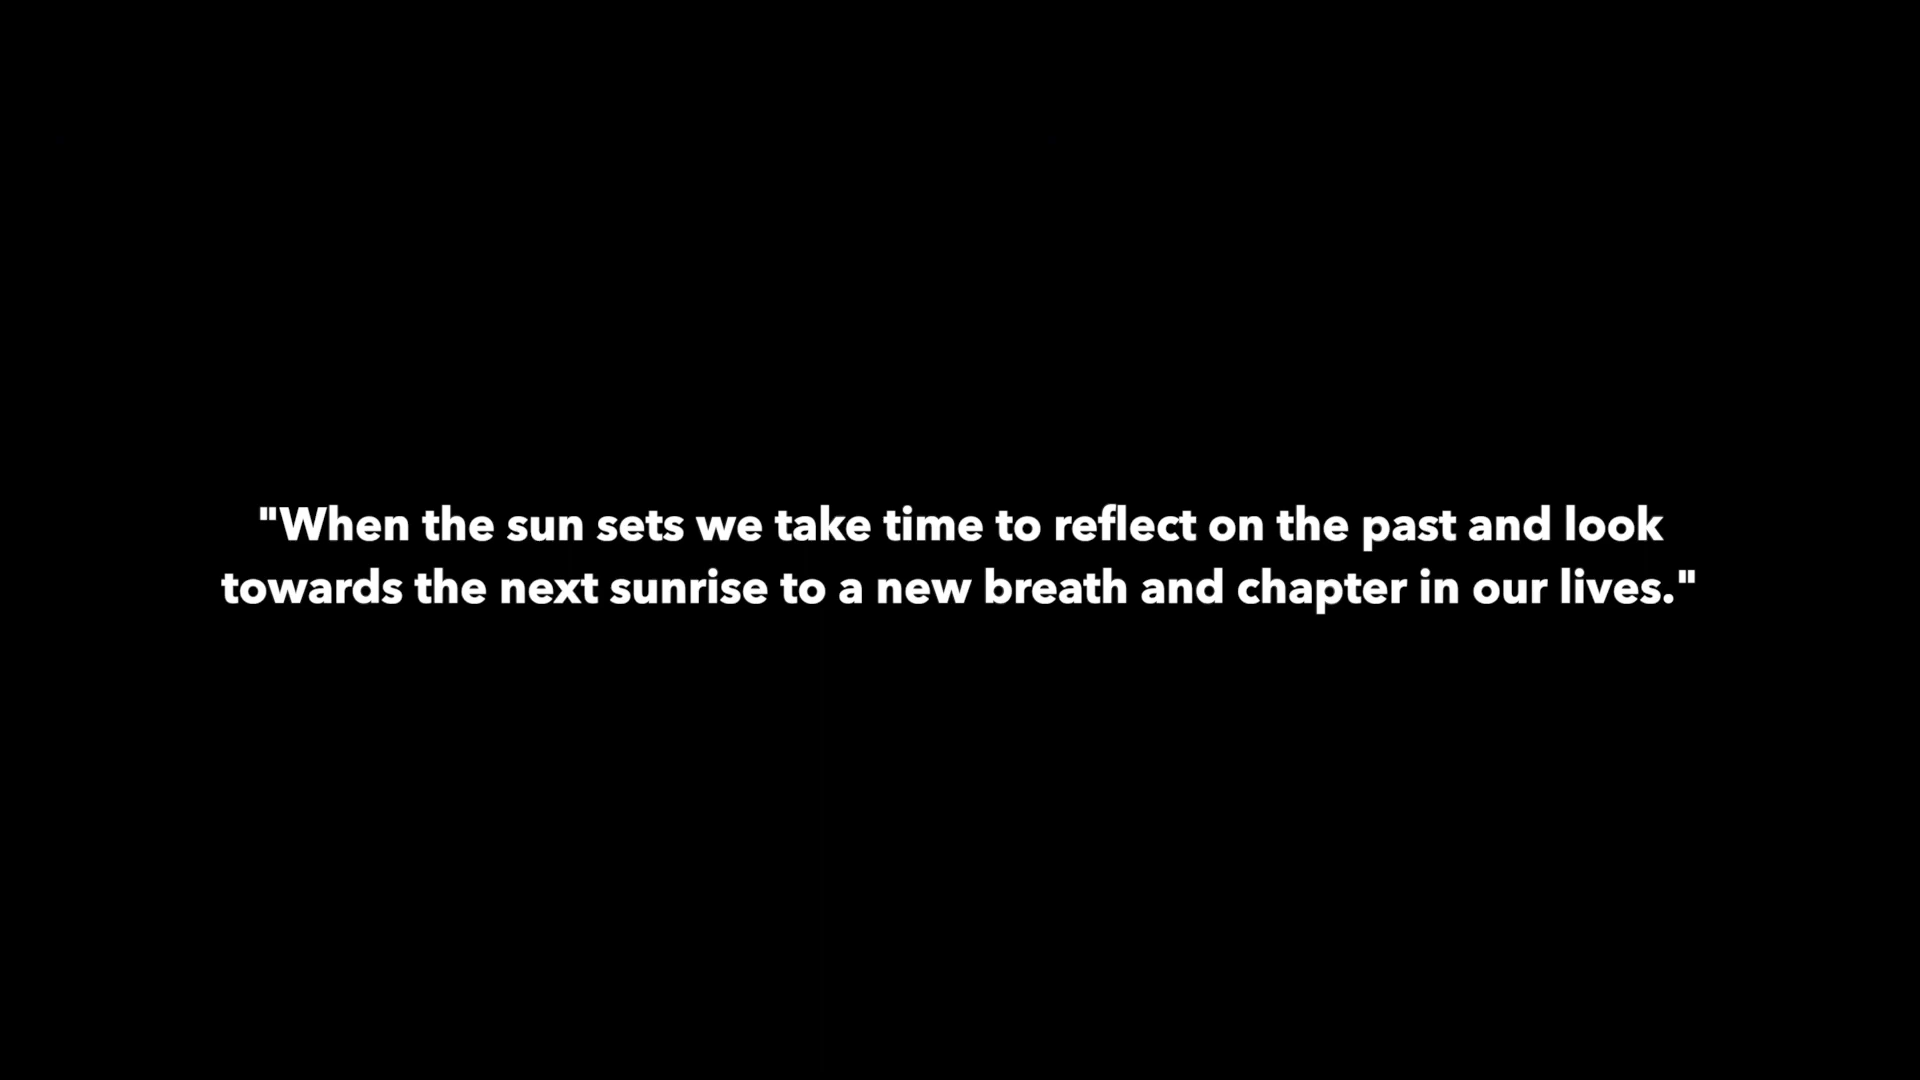 "When the sun sets we take time to reflect on the past and look
towards the next sunrise to a new breath and chapter in our lives."